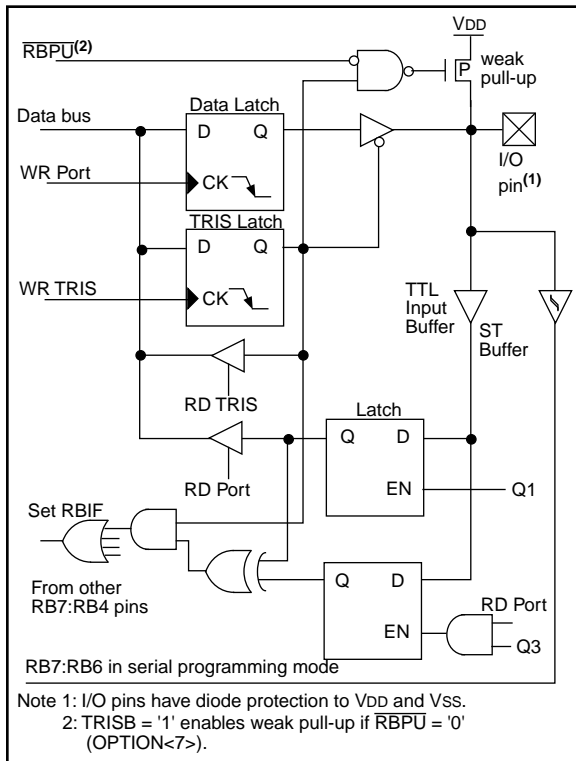 VDD
RBPU(2)
P
weak
pull-up
Data Latch
Data bus
D Q
WR Port
CK
I/O
pin(1)
TRIS Latch
D Q
WR TRIS
CK
TTL
Input
Buffer
ST
Buffer
RD TRIS
Latch
Q D
RD Port
EN
Q1
Set RBIF
From other
RB7:RB4 pins
Q D
RD Port
EN
Q3
RB7:RB6 in serial programming mode
Note 1: I/O pins have diode protection to VDD and VSS.
2: TRISB = '1' enables weak pull-up if RBPU = '0'
(OPTION<7>).